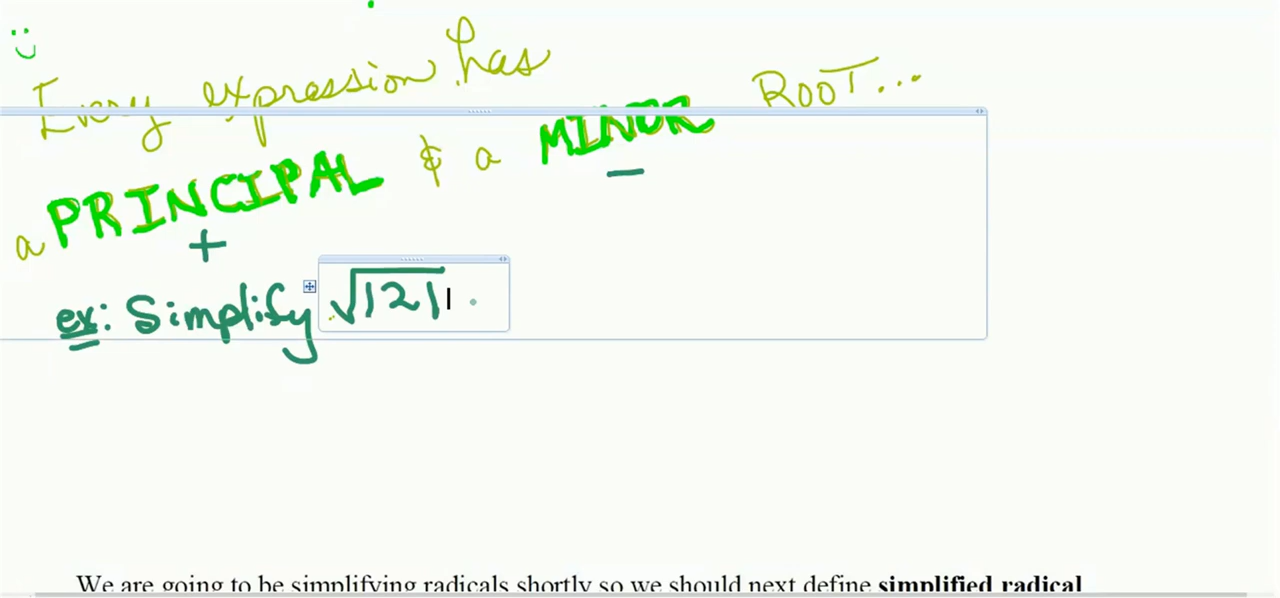 Every expression has
a PRINCIPAL & a MINOR ROOT...
+ −
ex: Simplify √121
We are going to be simplifying radicals shortly so we should next define simplified radical